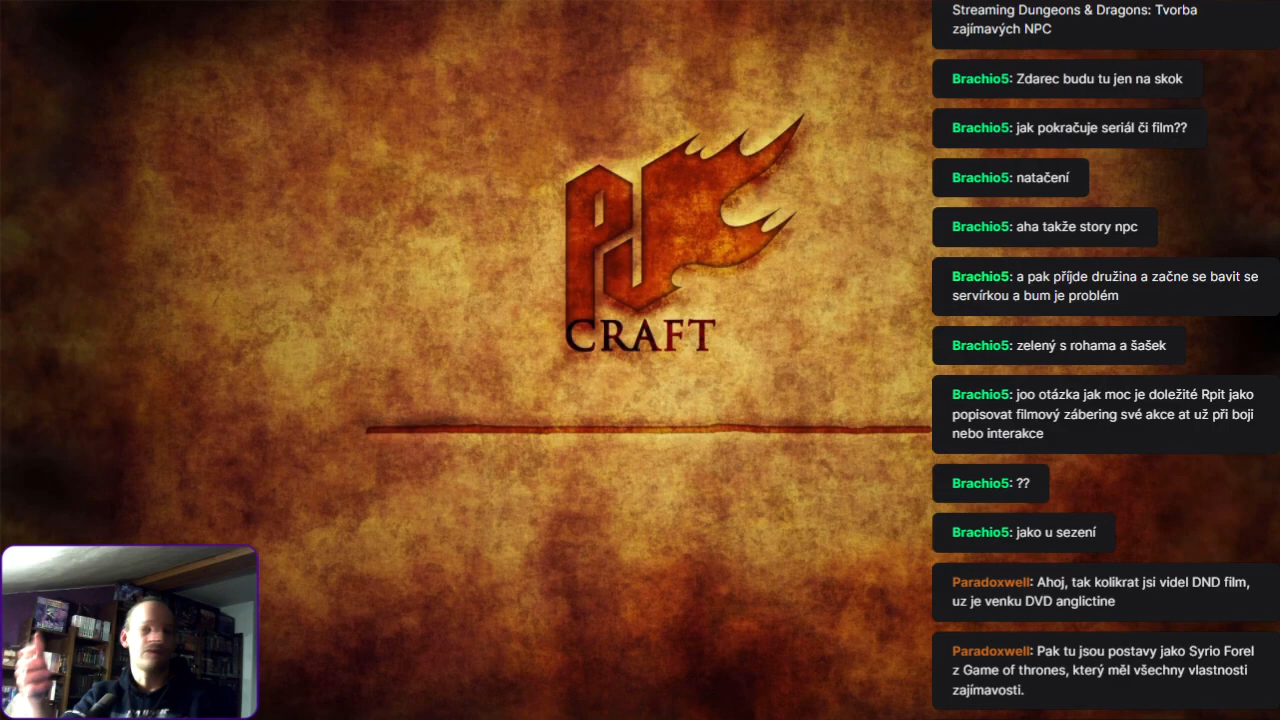 PJ
CRAFT
Streaming Dungeons & Dragons: Tvorba
zajímavých NPC
Brachio5: Zdarec budu tu jen na skok
Brachio5: jak pokračuje seriál či film??
Brachio5: natačení
Brachio5: aha takže story npc
Brachio5: a pak příjde družina a začne se bavit se
servírkou a bum je problém
Brachio5: zelený s rohama a šašek
Brachio5: joo otázka jak moc je doležité Rpit jako
popisovat filmový zábering své akce at už při boji
nebo interakce
Brachio5: ??
Brachio5: jako u sezení
Paradoxwell: Ahoj, tak kolikrat jsi videl DND film,
uz je venku DVD anglictine
Paradoxwell: Pak tu jsou postavy jako Syrio Forel
z Game of thrones, který měl všechny vlastnosti
zajímavosti.